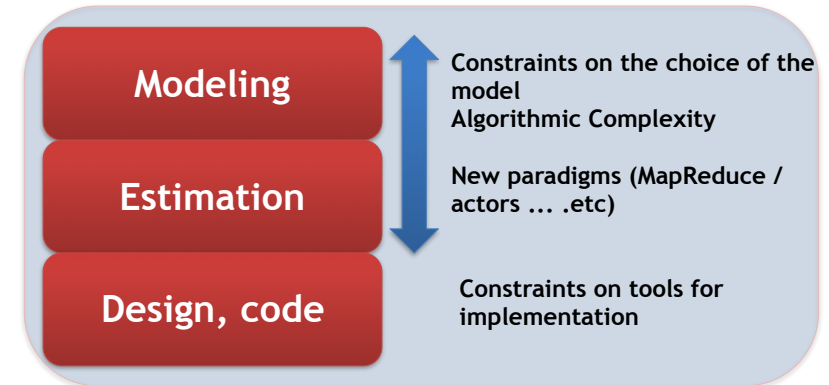 Modeling
Constraints on the choice of the
model
Algorithmic Complexity
Estimation
New paradigms (MapReduce /
actors ... .etc)
Design, code
Constraints on tools for
implementation